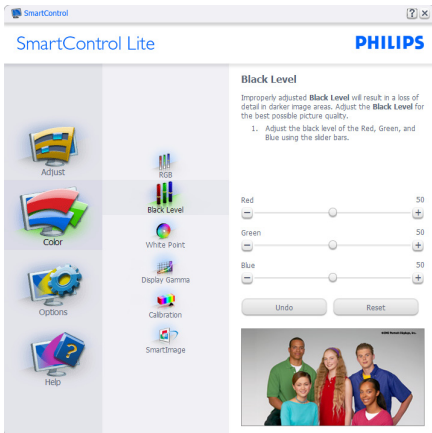 SmartControl
SmartControl Lite
PHILIPS
Adjust
Color
Options
Help
RGB
Black Level
White Point
Display Gamma
Calibration
SmartImage
Black Level
Improperly adjusted Black Level will result in a loss of
detail in darker image areas. Adjust the Black Level for
the best possible picture quality.
1. Adjust the black level of the Red, Green, and
Blue using the slider bars.
Red 50
Green 50
Blue 50
Undo Reset